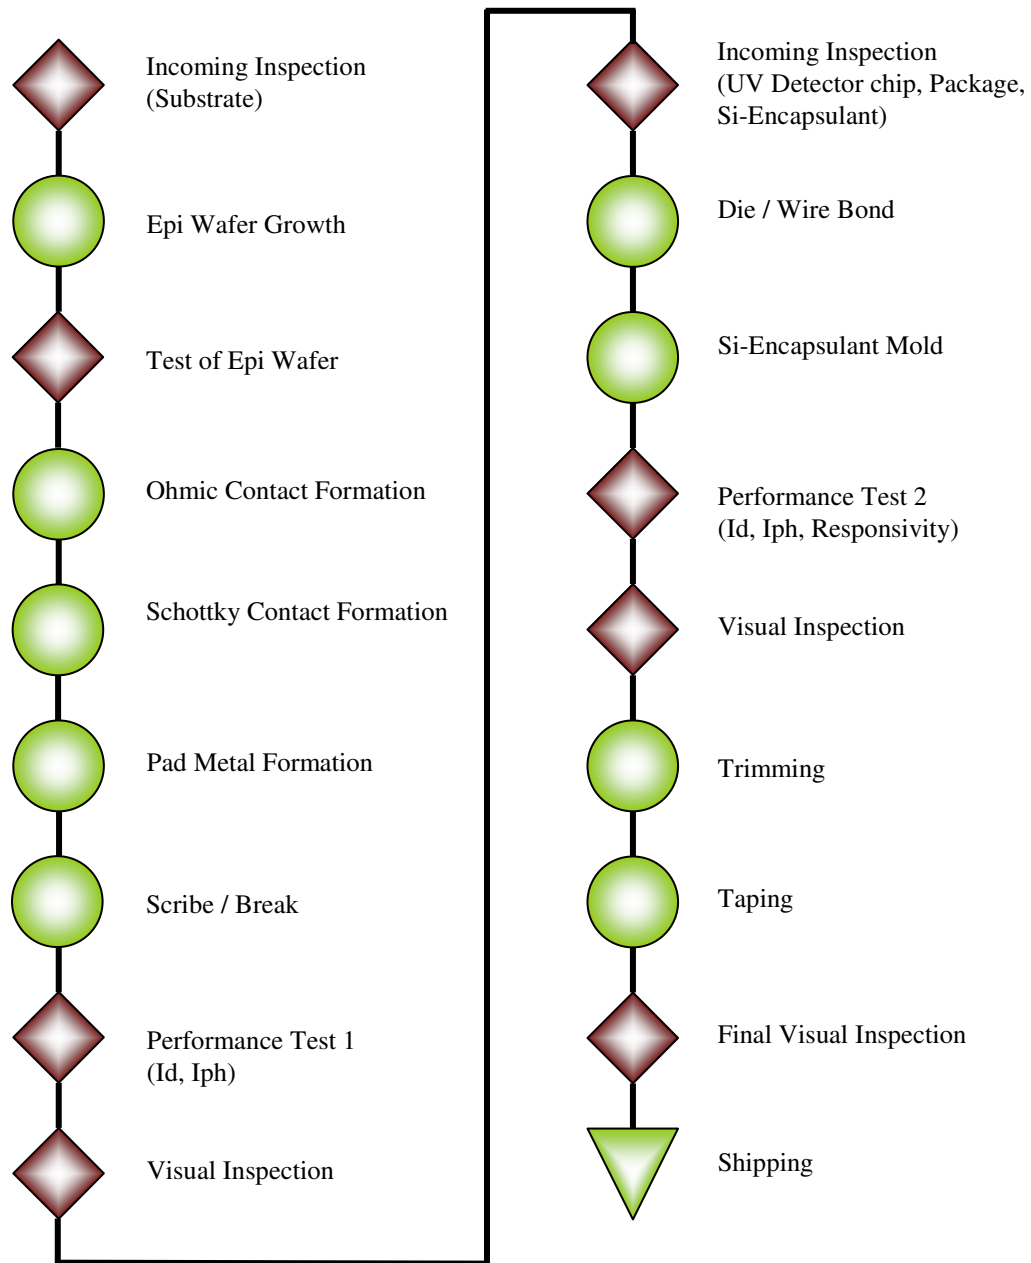 Incoming Inspection
(Substrate)
Epi Wafer Growth
Test of Epi Wafer
Ohmic Contact Formation
Schottky Contact Formation
Pad Metal Formation
Scribe / Break
Performance Test 1
(Id, Iph)
Visual Inspection
Incoming Inspection
(UV Detector chip, Package,
Si-Encapsulant)
Die / Wire Bond
Si-Encapsulant Mold
Performance Test 2
(Id, Iph, Responsivity)
Visual Inspection
Trimming
Taping
Final Visual Inspection
Shipping